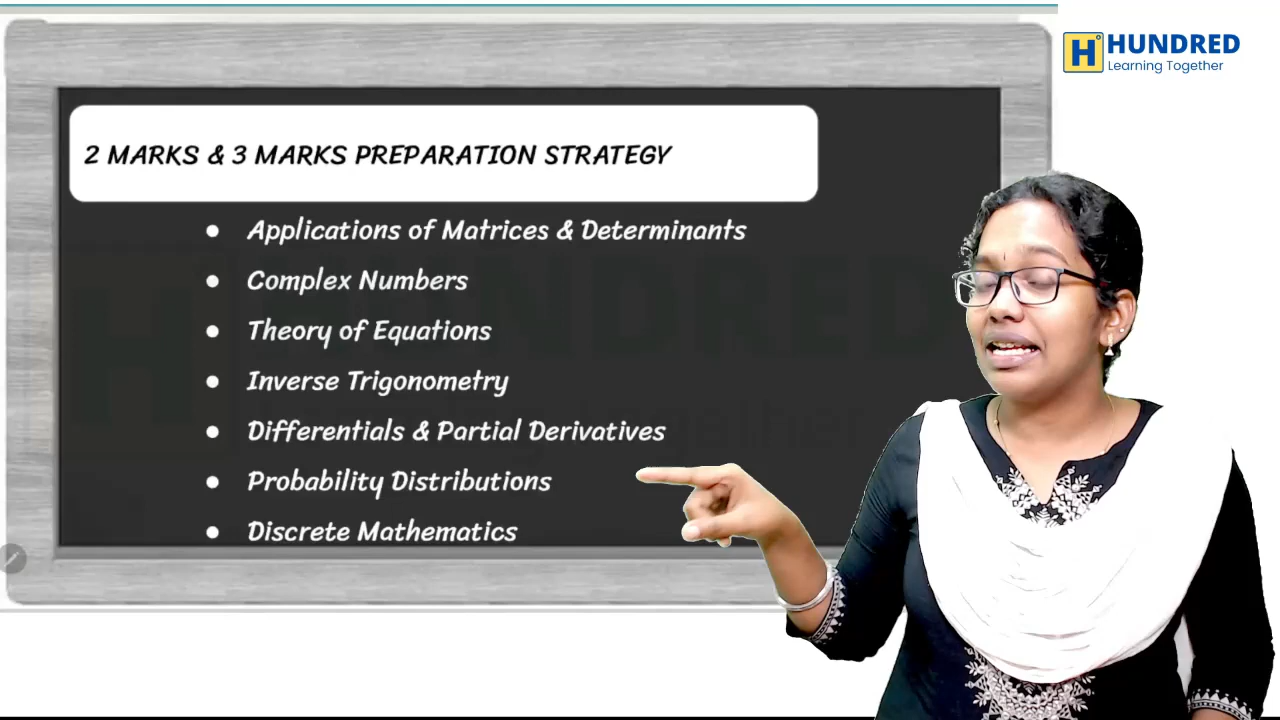 HUNDRED
Learning Together
2 MARKS & 3 MARKS PREPARATION STRATEGY
● Applications of Matrices & Determinants
● Complex Numbers
● Theory of Equations
● Inverse Trigonometry
● Differentials & Partial Derivatives
● Probability Distributions
● Discrete Mathematics